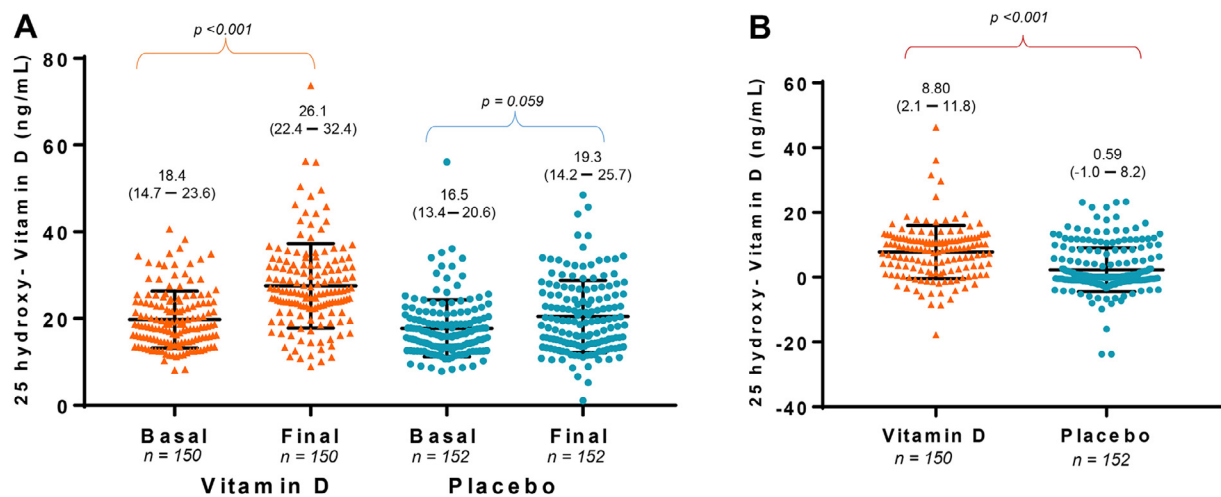 A
p <0.001
80
60
40
20
0
25 hydroxy- Vitamin D (ng/mL)
18.4
(14.7 – 23.6)
26.1
(22.4 – 32.4)
p = 0.059
16.5
(13.4 – 20.6)
19.3
(14.2 – 25.7)
Basal
n = 150
Final
n = 150
Basal
n = 152
Final
n = 152
Vitamin D
Placebo
B
p <0.001
60
40
20
0
-20
-40
25 hydroxy- Vitamin D (ng/mL)
8.80
(2.1 – 11.8)
0.59
(-1.0 – 8.2)
Vitamin D
n = 150
Placebo
n = 152